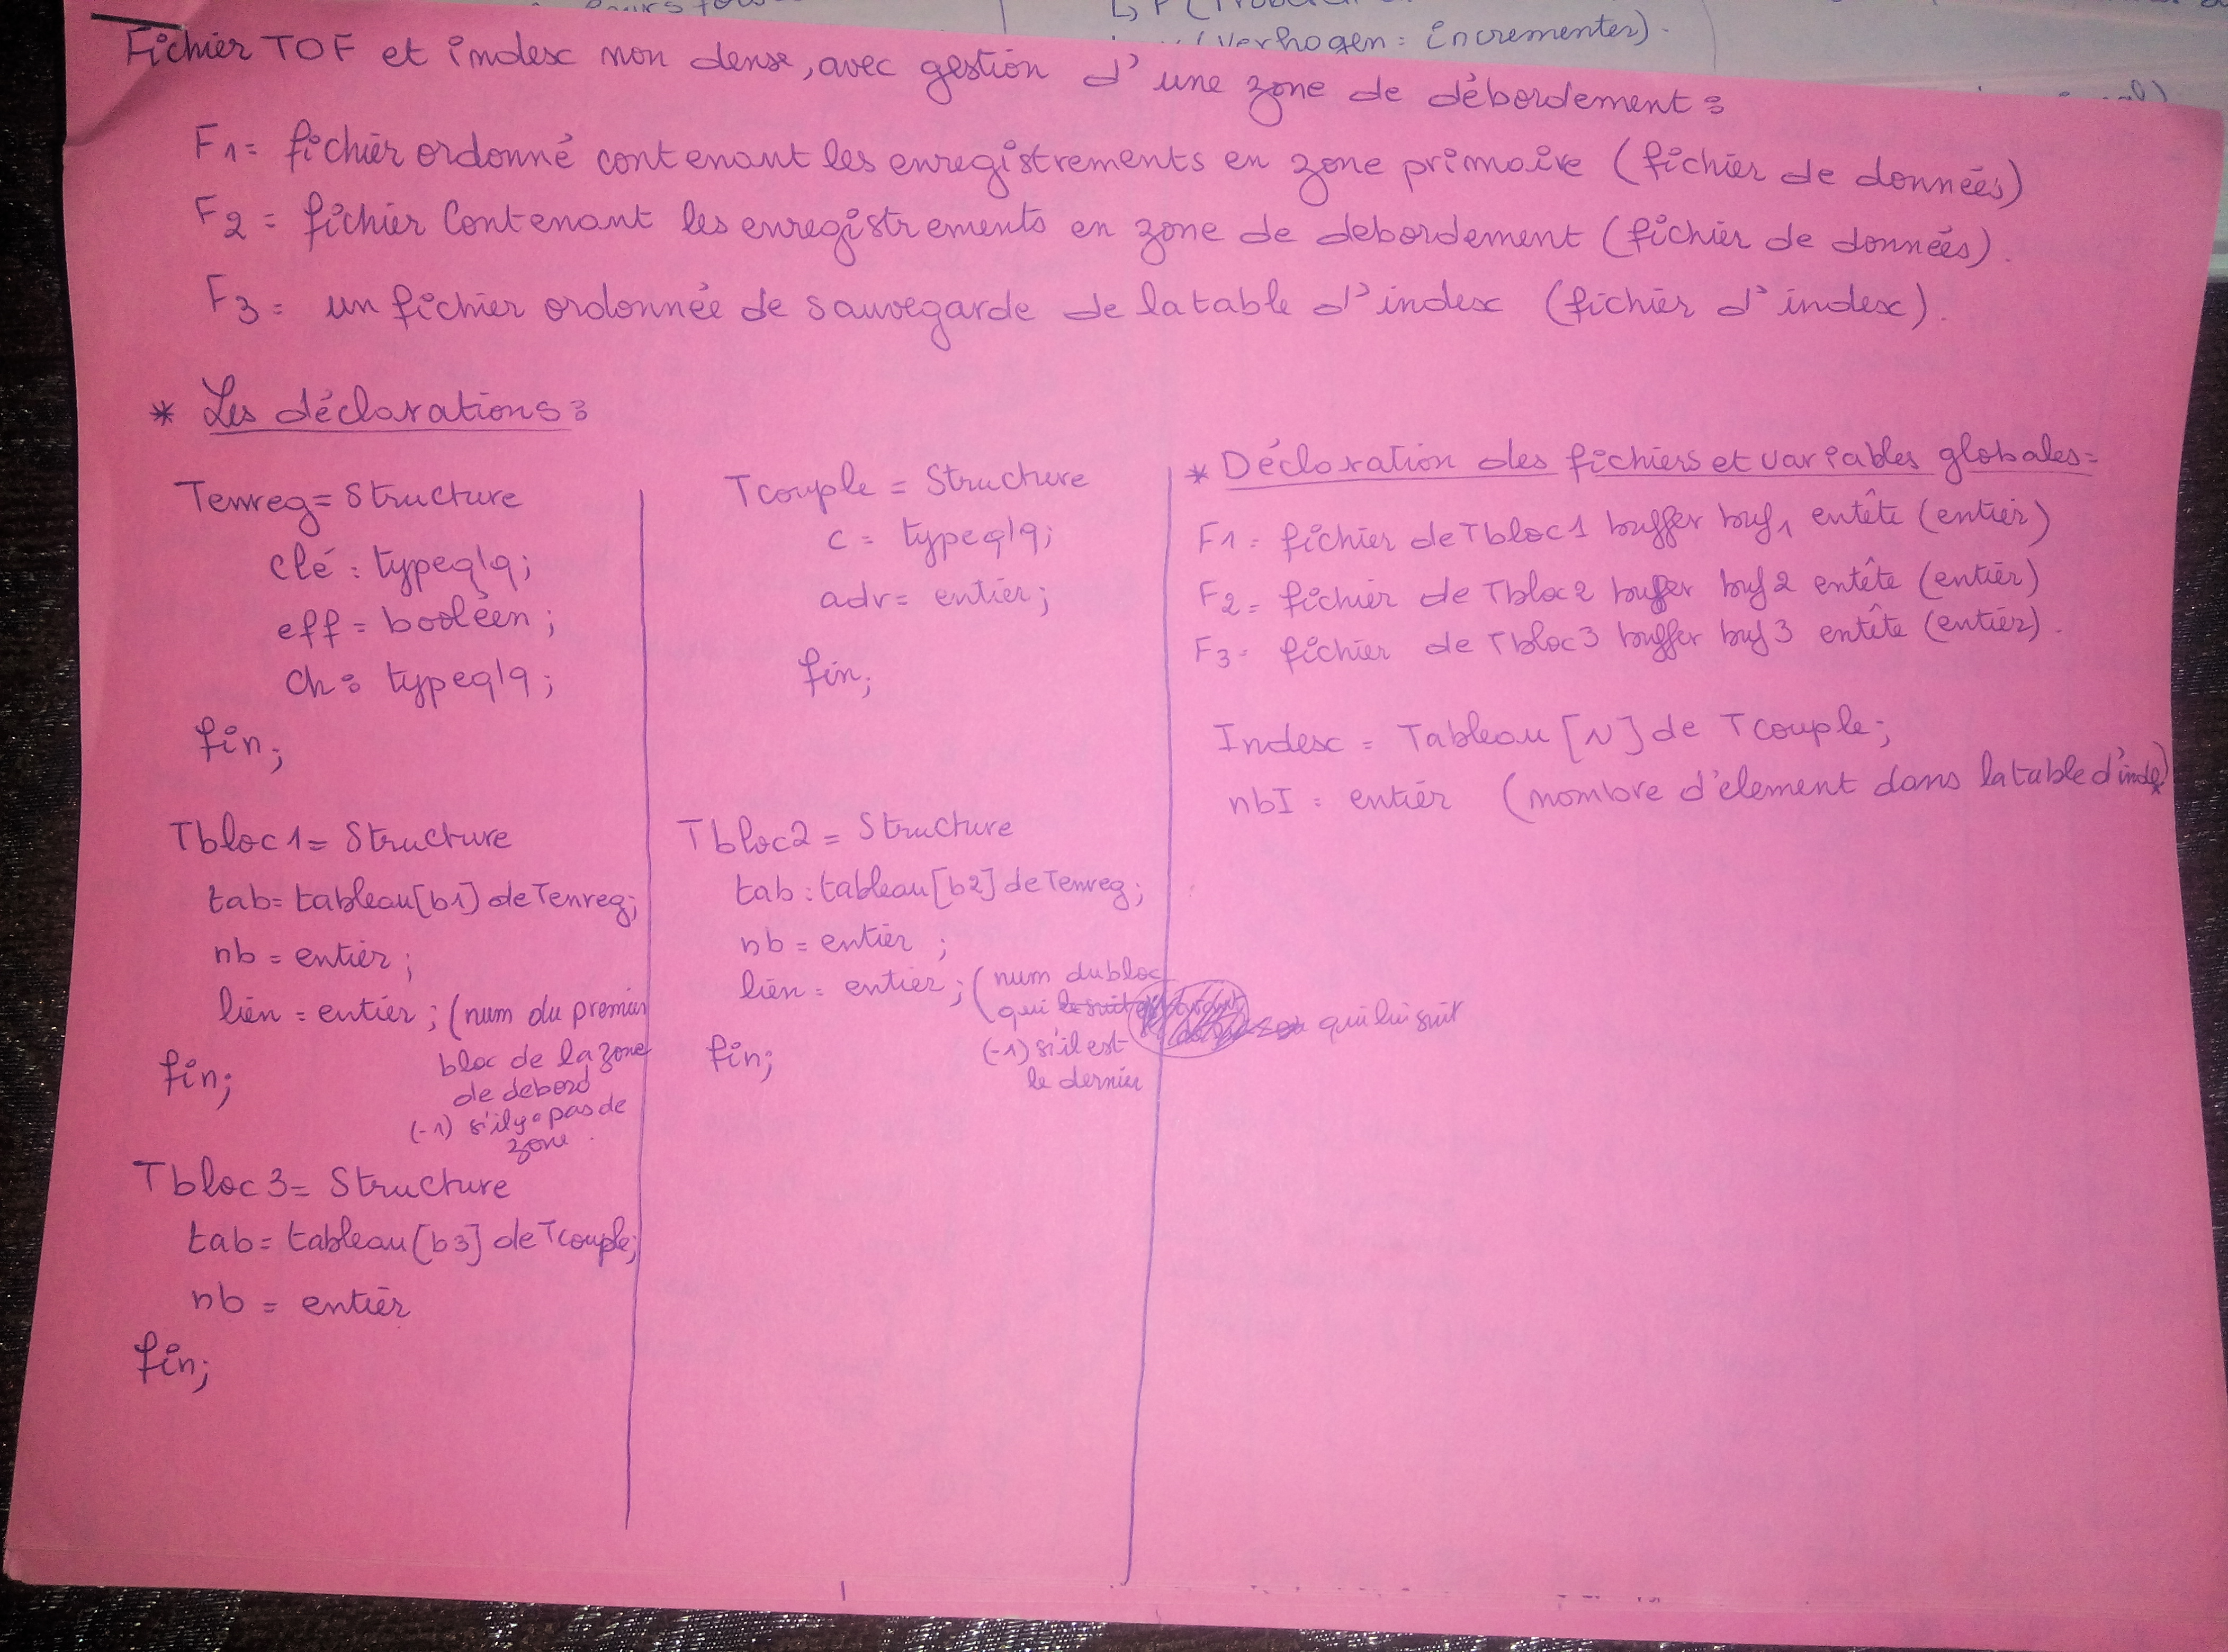 (Verhogen : incrementer).
Fichier TOF et index non dense, avec gestion d'une zone de débordement :
F1 = fichier ordonné contenant les enregistrements en zone primaire (fichier de données)
F2 = fichier Contenant les enregistrements en zone de debordement (fichier de données).
F3 = un fichier ordonnée de sauvegarde de la table d'index (fichier d'index).
* Les déclarations :
Tenreg = Structure
clé : typeqlq ;
eff = booléen ;
ch : typeqlq ;
fin ;
Tcouple = Structure
c = typeqlq ;
adr = entier ;
fin ;
* Déclaration des fichiers et variables globales =
F1 = fichier de Tbloc1 buffer buf1 entête (entier)
F2 = fichier de Tbloc2 buffer buf2 entête (entier)
F3 = fichier de Tbloc3 buffer buf3 entête (entier).
Index = Tableau [N] de Tcouple ;
nbI = entier (nombre d'element dans la table d'index)
Tbloc1 = Structure
tab = tableau [b1] de Tenreg ;
nb = entier ;
lien = entier ; (num du premier
bloc de la zone
de debord
(-1) s'il y a pas de
zone .
fin ;
Tbloc2 = Structure
tab : tableau [b2] de Tenreg ;
nb = entier ;
lien = entier ; (num du bloc
qui le suit qui lui suit
(-1) s'il est
le dernier
fin ;
Tbloc3 = Structure
tab = tableau [b3] de Tcouple ;
nb = entier
fin ;